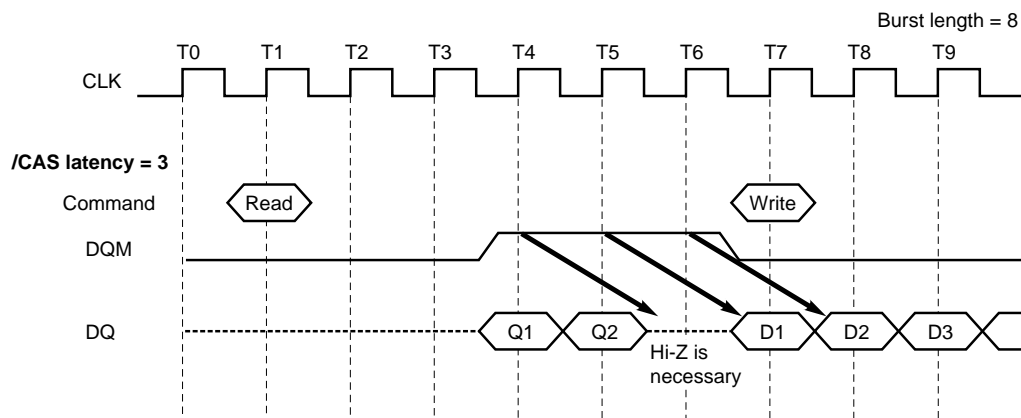 Burst length = 8
T0 T1 T2 T3 T4 T5 T6 T7 T8 T9
CLK
/CAS latency = 3
Command Read Write
DQM
DQ Q1 Q2 D1 D2 D3
Hi-Z is
necessary